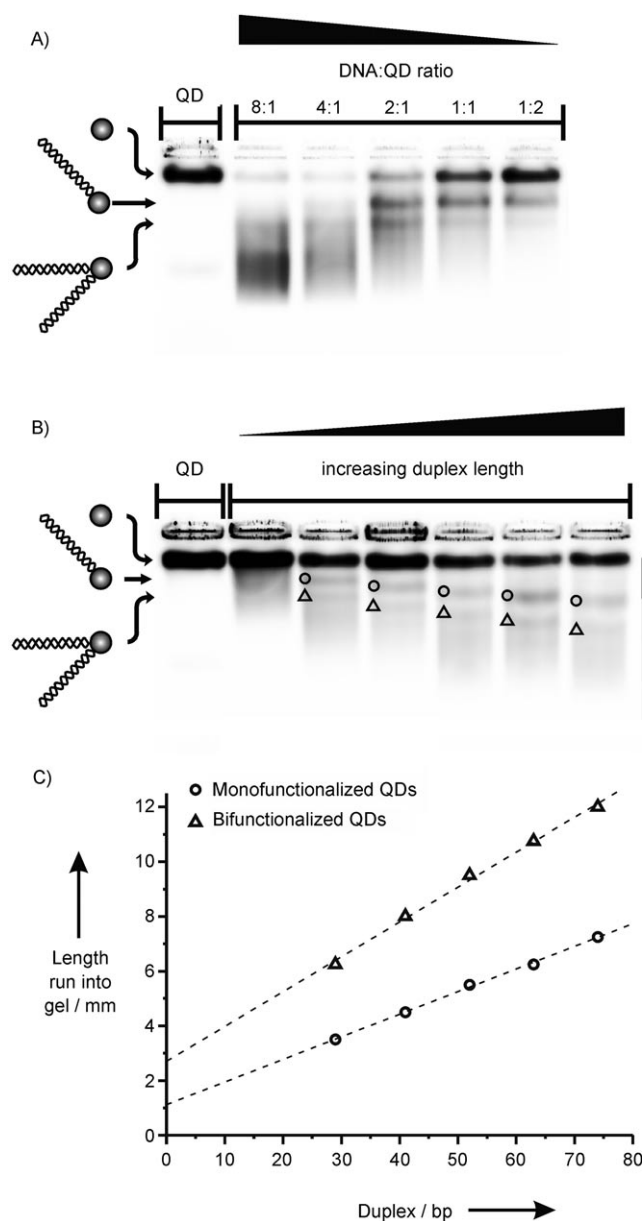 A)
DNA:QD ratio
QD
8:1 4:1 2:1 1:1 1:2
B)
QD
increasing duplex length
C)
Monofunctionalized QDs
Bifunctionalized QDs
12
10
8
6
4
2
0
Length
run into
gel / mm
0 10 20 30 40 50 60 70 80
Duplex / bp